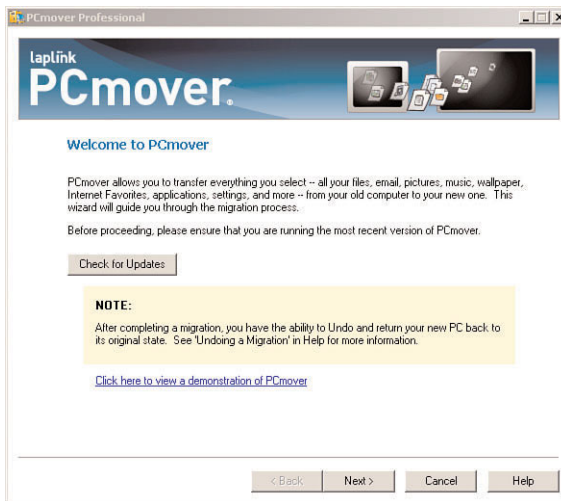 PCmover Professional
laplink
PCmover®
Welcome to PCmover
PCmover allows you to transfer everything you select -- all your files, email, pictures, music, wallpaper,
Internet Favorites, applications, settings, and more -- from your old computer to your new one. This
wizard will guide you through the migration process.
Before proceeding, please ensure that you are running the most recent version of PCmover.
Check for Updates
NOTE:
After completing a migration, you have the ability to Undo and return your new PC back to
its original state. See 'Undoing a Migration' in Help for more information.
Click here to view a demonstration of PCmover
< Back
Next >
Cancel
Help